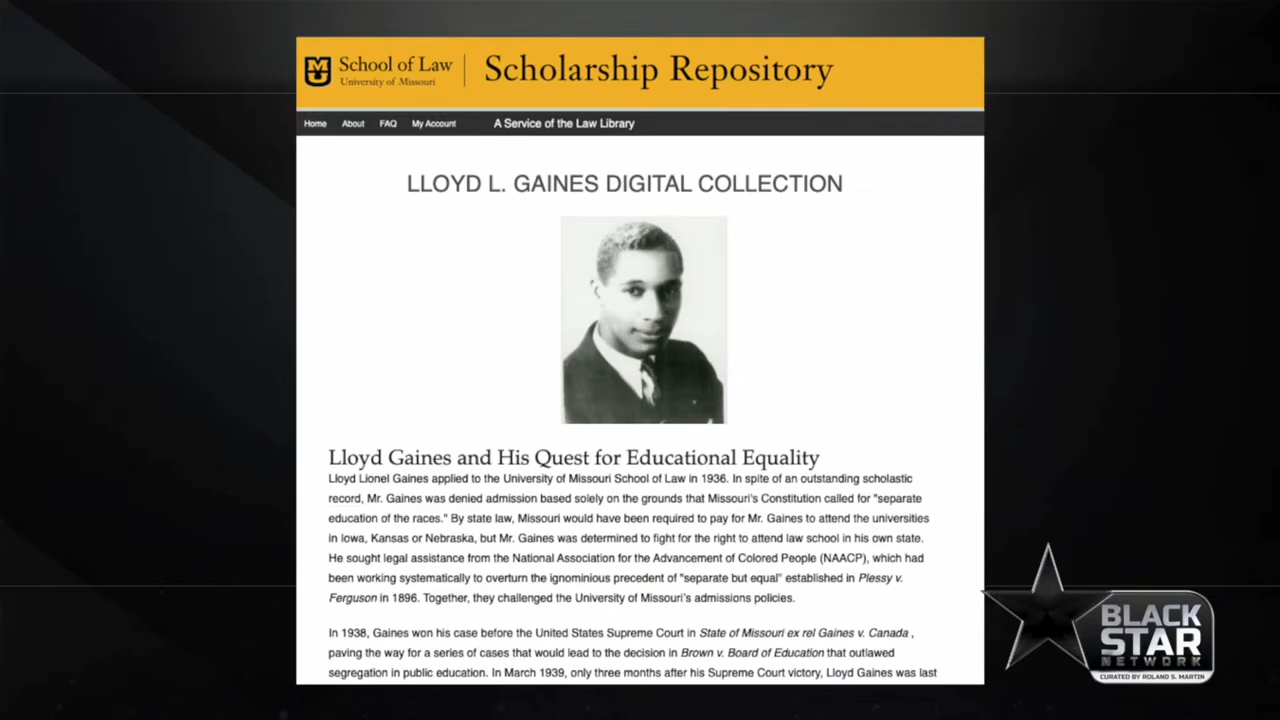 School of Law
University of Missouri
Scholarship Repository
Home About FAQ My Account A Service of the Law Library
LLOYD L. GAINES DIGITAL COLLECTION
Lloyd Gaines and His Quest for Educational Equality
Lloyd Lionel Gaines applied to the University of Missouri School of Law in 1936. In spite of an outstanding scholastic
record, Mr. Gaines was denied admission based solely on the grounds that Missouri's Constitution called for "separate
education of the races." By state law, Missouri would have been required to pay for Mr. Gaines to attend the universities
in Iowa, Kansas or Nebraska, but Mr. Gaines was determined to fight for the right to attend law school in his own state.
He sought legal assistance from the National Association for the Advancement of Colored People (NAACP), which had
been working systematically to overturn the ignominious precedent of "separate but equal" established in Plessy v.
Ferguson in 1896. Together, they challenged the University of Missouri's admissions policies.
In 1938, Gaines won his case before the United States Supreme Court in State of Missouri ex rel Gaines v. Canada ,
paving the way for a series of cases that would lead to the decision in Brown v. Board of Education that outlawed
segregation in public education. In March 1939, only three months after his Supreme Court victory, Lloyd Gaines was last
BLACK
STAR
NETWORK
CURATED BY ROLAND S. MARTIN